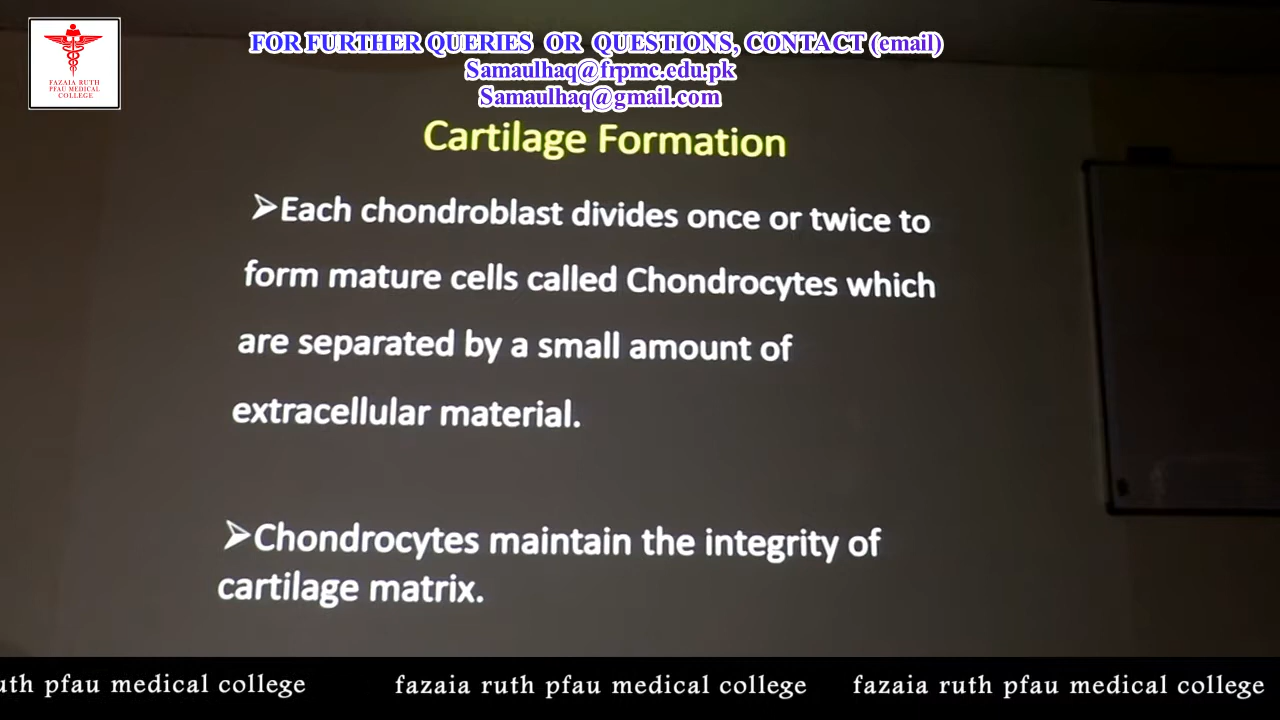 FAZAIA RUTH
PFAU MEDICAL
COLLEGE
FOR FURTHER QUERIES OR QUESTIONS, CONTACT (email)
Samaulhaq@frpmc.edu.pk
Samaulhaq@gmail.com
Cartilage Formation
➢Each chondroblast divides once or twice to
form mature cells called Chondrocytes which
are separated by a small amount of
extracellular material.
➢Chondrocytes maintain the integrity of
cartilage matrix.
uth pfau medical college fazaia ruth pfau medical college fazaia ruth pfau medical college